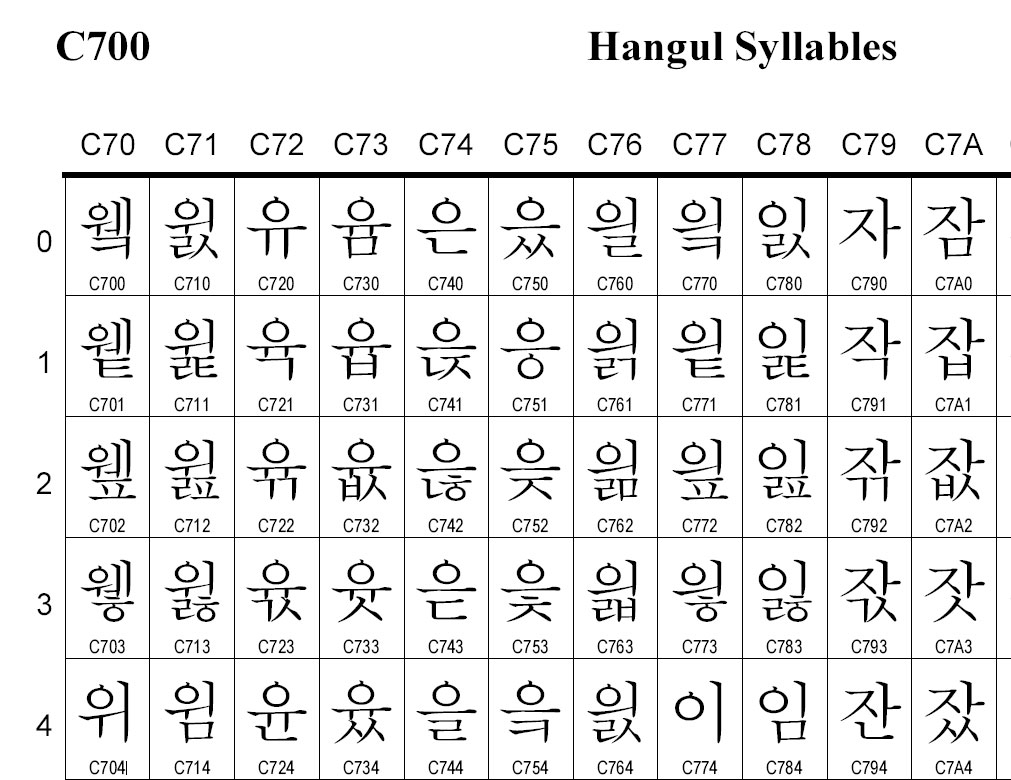 C700 Hangul Syllables
C70 C71 C72 C73 C74 C75 C76 C77 C78 C79 C7A
0 윀 윐 유 윰 은 읐 읠 읰 잀 자 잠
C700 C710 C720 C730 C740 C750 C760 C770 C780 C790 C7A0
1 윁 윑 육 윱 읁 응 읡 읱 잁 작 잡
C701 C711 C721 C731 C741 C751 C761 C771 C781 C791 C7A1
2 윂 윒 윢 윲 읂 읒 읢 읲 잂 잒 잢
C702 C712 C722 C732 C742 C752 C762 C772 C782 C792 C7A2
3 윃 윓 윣 윳 읃 읓 읣 읳 잃 잓 잣
C703 C713 C723 C733 C743 C753 C763 C773 C783 C793 C7A3
4 위 윔 윤 윴 을 읔 읤 이 임 잔 잤
C704 C714 C724 C734 C744 C754 C764 C774 C784 C794 C7A4